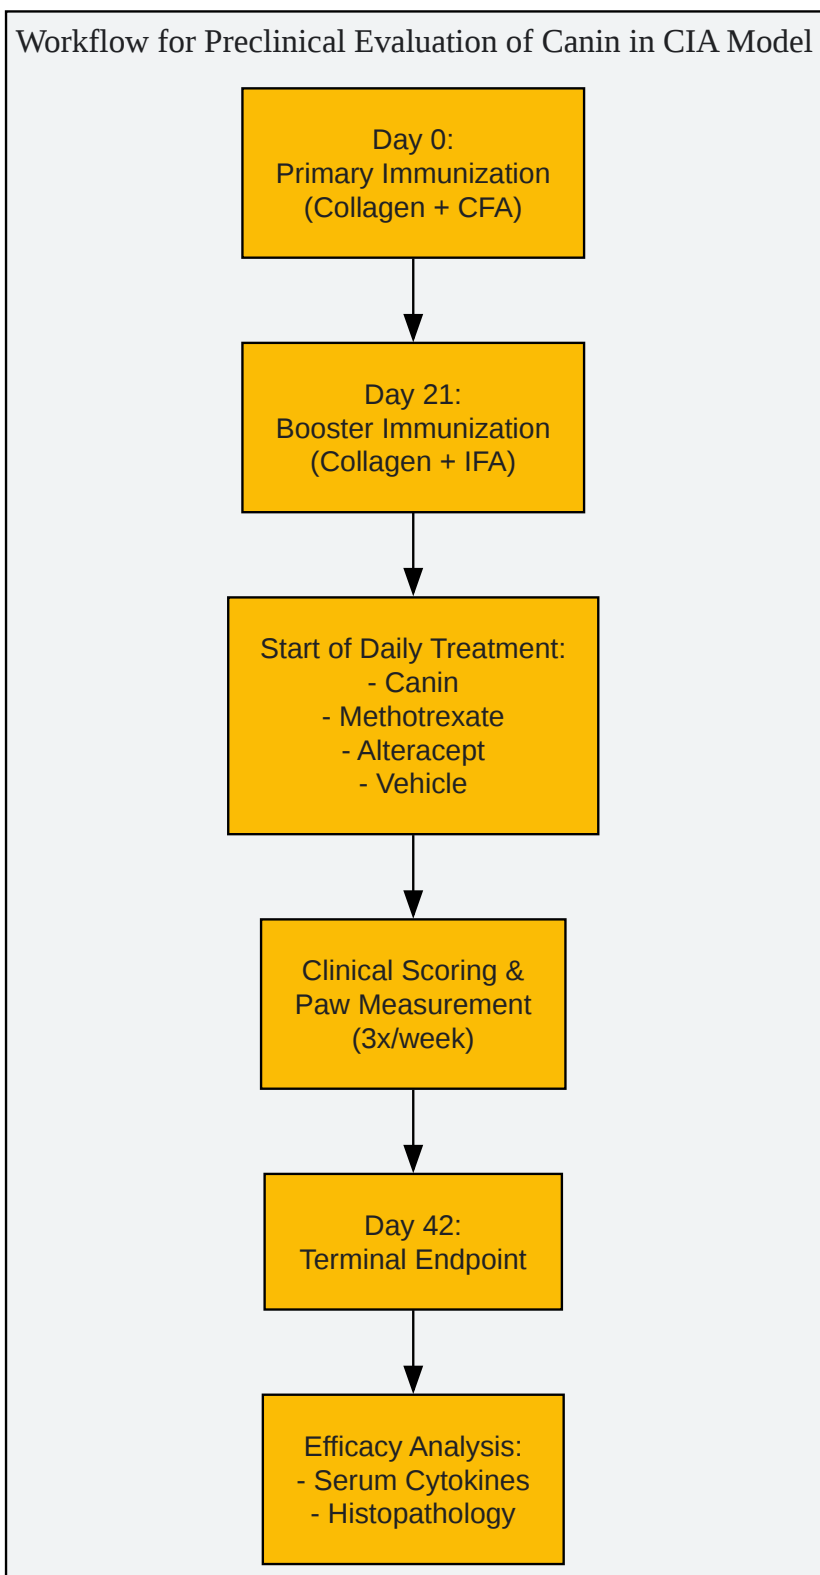 Workflow for Preclinical Evaluation of Canin in CIA Model
Day 0:
Primary Immunization
(Collagen + CFA)
Day 21:
Booster Immunization
(Collagen + IFA)
Start of Daily Treatment:
- Canin
- Methotrexate
- Alteracept
- Vehicle
Clinical Scoring &
Paw Measurement
(3x/week)
Day 42:
Terminal Endpoint
Efficacy Analysis:
- Serum Cytokines
- Histopathology